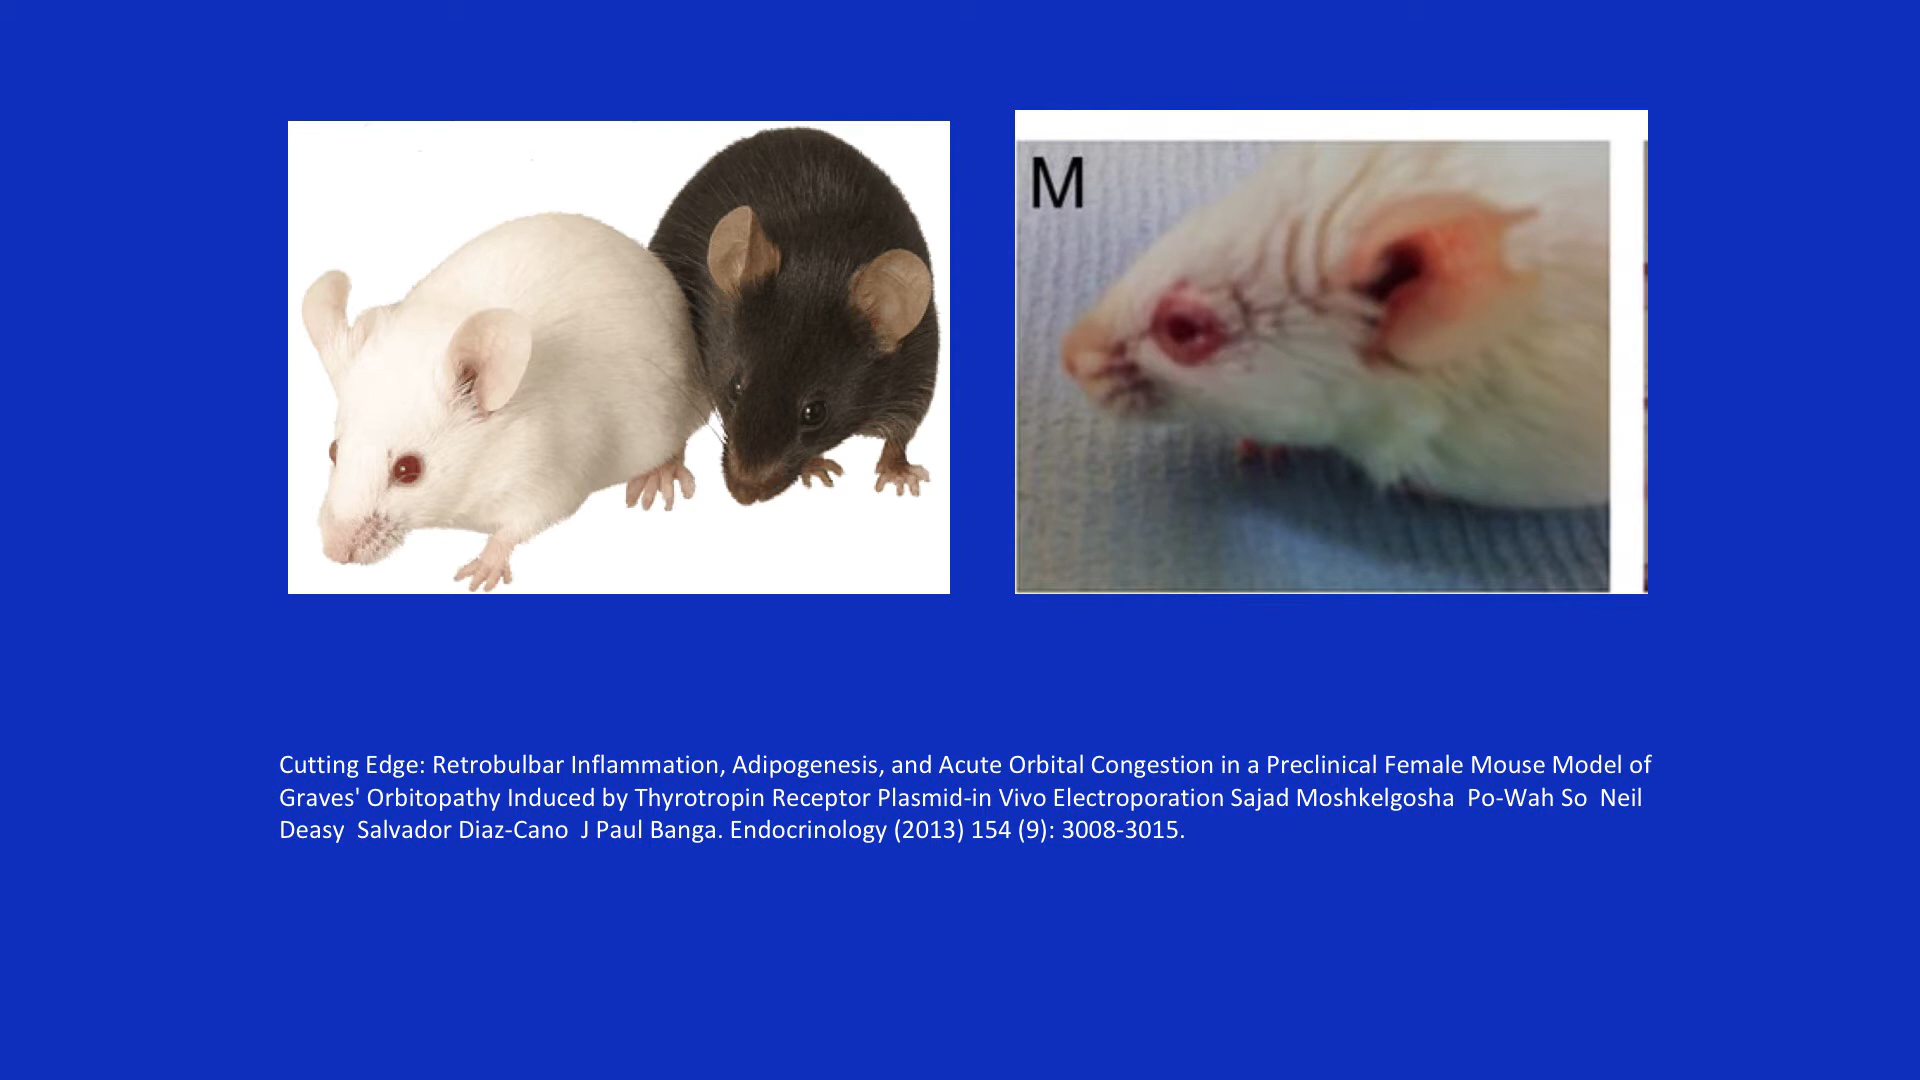 M
Cutting Edge: Retrobulbar Inflammation, Adipogenesis, and Acute Orbital Congestion in a Preclinical Female Mouse Model of
Graves' Orbitopathy Induced by Thyrotropin Receptor Plasmid-in Vivo Electroporation Sajad Moshkelgosha  Po-Wah So  Neil
Deasy  Salvador Diaz-Cano  J Paul Banga. Endocrinology (2013) 154 (9): 3008-3015.